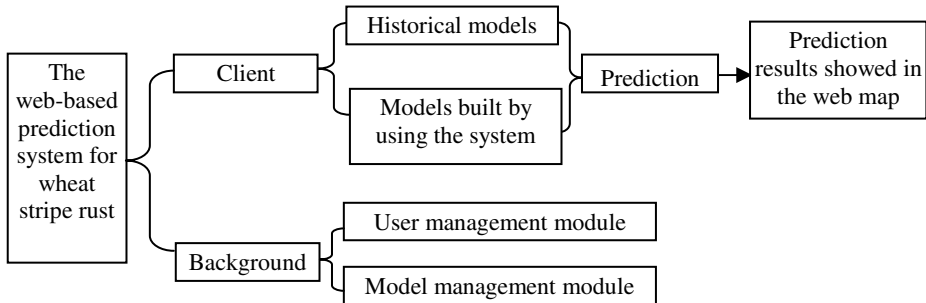 The
web-based
prediction
system for
wheat
stripe rust
Client
Historical models
Models built by
using the system
Prediction
Prediction
results showed in
the web map
Background
User management module
Model management module